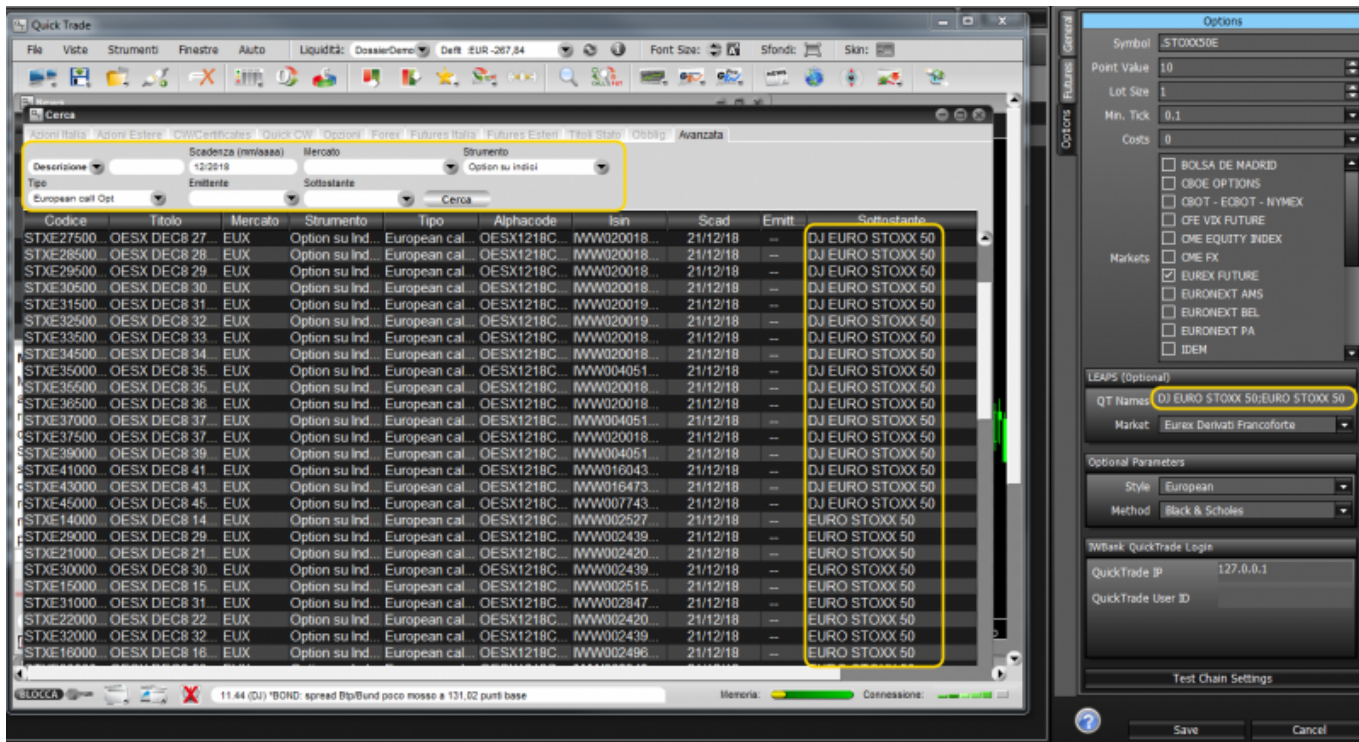 Quick Trade
File Viste Strumenti Finestre Aiuto Liquidità: DossierDemo Deft :EUR -267,84 Font Size: Sfondi: Skin:
News
Cerca
Azioni Italia Azioni Estere CW/Certificates Quick CW Opzioni Forex Futures Italia Futures Esteri Titoli Stato Obblig Avanzata
Scadenza (mm/aaaa) Mercato Strumento
Descrizione 12/2018 Option su indici
Tipo Emittente Sottostante
European call Opt Cerca
Codice Titolo Mercato Strumento Tipo Alphacode Isin Scad Emitt Sottostante
STXE27500... OESX DEC8 27... EUX Option su Ind... European cal... OESX1218C... IWW020018... 21/12/18 -- DJ EURO STOXX 50
STXE28500... OESX DEC8 28... EUX Option su Ind... European cal... OESX1218C... IWW020018... 21/12/18 -- DJ EURO STOXX 50
STXE29500... OESX DEC8 29... EUX Option su Ind... European cal... OESX1218C... IWW020018... 21/12/18 -- DJ EURO STOXX 50
STXE30500... OESX DEC8 30... EUX Option su Ind... European cal... OESX1218C... IWW020018... 21/12/18 -- DJ EURO STOXX 50
STXE31500... OESX DEC8 31... EUX Option su Ind... European cal... OESX1218C... IWW020019... 21/12/18 -- DJ EURO STOXX 50
STXE32500... OESX DEC8 32... EUX Option su Ind... European cal... OESX1218C... IWW020019... 21/12/18 -- DJ EURO STOXX 50
STXE33500... OESX DEC8 33... EUX Option su Ind... European cal... OESX1218C... IWW020018... 21/12/18 -- DJ EURO STOXX 50
STXE34500... OESX DEC8 34... EUX Option su Ind... European cal... OESX1218C... IWW020018... 21/12/18 -- DJ EURO STOXX 50
STXE35000... OESX DEC8 35... EUX Option su Ind... European cal... OESX1218C... IWW004051... 21/12/18 -- DJ EURO STOXX 50
STXE35500... OESX DEC8 35... EUX Option su Ind... European cal... OESX1218C... IWW020018... 21/12/18 -- DJ EURO STOXX 50
STXE36500... OESX DEC8 36... EUX Option su Ind... European cal... OESX1218C... IWW020018... 21/12/18 -- DJ EURO STOXX 50
STXE37000... OESX DEC8 37... EUX Option su Ind... European cal... OESX1218C... IWW004051... 21/12/18 -- DJ EURO STOXX 50
STXE37500... OESX DEC8 37... EUX Option su Ind... European cal... OESX1218C... IWW020018... 21/12/18 -- DJ EURO STOXX 50
STXE39000... OESX DEC8 39... EUX Option su Ind... European cal... OESX1218C... IWW004051... 21/12/18 -- DJ EURO STOXX 50
STXE41000... OESX DEC8 41... EUX Option su Ind... European cal... OESX1218C... IWW016043... 21/12/18 -- DJ EURO STOXX 50
STXE43000... OESX DEC8 43... EUX Option su Ind... European cal... OESX1218C... IWW016473... 21/12/18 -- DJ EURO STOXX 50
STXE45000... OESX DEC8 45... EUX Option su Ind... European cal... OESX1218C... IWW007743... 21/12/18 -- DJ EURO STOXX 50
STXE14000... OESX DEC8 14... EUX Option su Ind... European cal... OESX1218C... IWW002527... 21/12/18 -- EURO STOXX 50
STXE29000... OESX DEC8 29... EUX Option su Ind... European cal... OESX1218C... IWW002439... 21/12/18 -- EURO STOXX 50
STXE21000... OESX DEC8 21... EUX Option su Ind... European cal... OESX1218C... IWW002420... 21/12/18 -- EURO STOXX 50
STXE30000... OESX DEC8 30... EUX Option su Ind... European cal... OESX1218C... IWW002439... 21/12/18 -- EURO STOXX 50
STXE15000... OESX DEC8 15... EUX Option su Ind... European cal... OESX1218C... IWW002515... 21/12/18 -- EURO STOXX 50
STXE31000... OESX DEC8 31... EUX Option su Ind... European cal... OESX1218C... IWW002847... 21/12/18 -- EURO STOXX 50
STXE22000... OESX DEC8 22... EUX Option su Ind... European cal... OESX1218C... IWW002420... 21/12/18 -- EURO STOXX 50
STXE32000... OESX DEC8 32... EUX Option su Ind... European cal... OESX1218C... IWW002439... 21/12/18 -- EURO STOXX 50
STXE16000... OESX DEC8 16... EUX Option su Ind... European cal... OESX1218C... IWW002496... 21/12/18 -- EURO STOXX 50
BLOCCA 11.44 (DJ) *BOND: spread Btp/Bund poco mosso a 131,02 punti base Memoria: Connessione:
General
Futures
Options
Options
Symbol .STOXX50E
Point Value 10
Lot Size 1
Min. Tick 0.1
Costs 0
Markets
BOLSA DE MADRID
CBOE OPTIONS
CBOT - ECBOT - NYMEX
CFE VIX FUTURE
CME EQUITY INDEX
CME FX
EUREX FUTURE
EURONEXT AMS
EURONEXT BEL
EURONEXT PA
IDEM
LEAPS (Optional)
QT Names DJ EURO STOXX 50;EURO STOXX 50
Market Eurex Derivati Francoforte
Optional Parameters
Style European
Method Black & Scholes
IWBank QuickTrade Login
QuickTrade IP 127.0.0.1
QuickTrade User ID
Test Chain Settings
Save Cancel